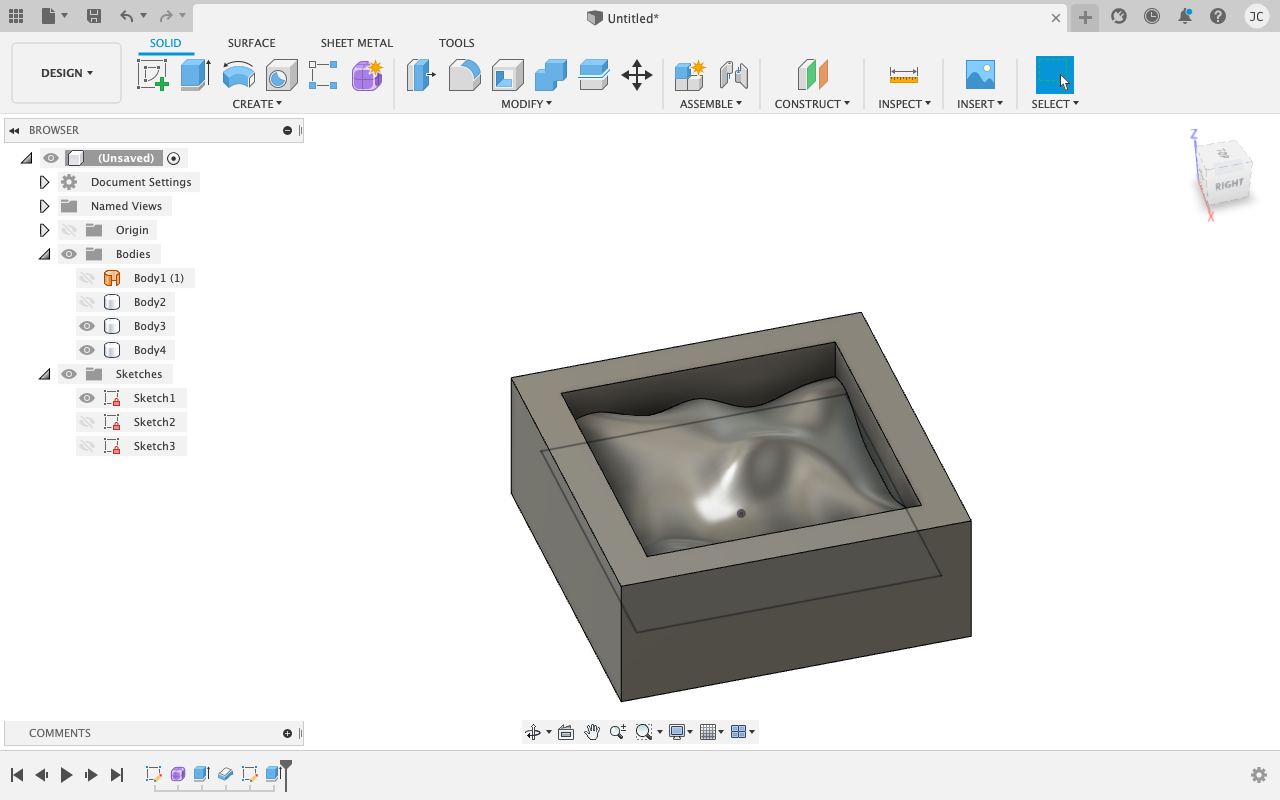 Untitled*
JC
DESIGN
SOLID
SURFACE
SHEET METAL
TOOLS
CREATE
MODIFY
ASSEMBLE
CONSTRUCT
INSPECT
INSERT
SELECT
BROWSER
(Unsaved)
Document Settings
Named Views
Origin
Bodies
Body1 (1)
Body2
Body3
Body4
Sketches
Sketch1
Sketch2
Sketch3
Z
TOP
RIGHT
X
COMMENTS